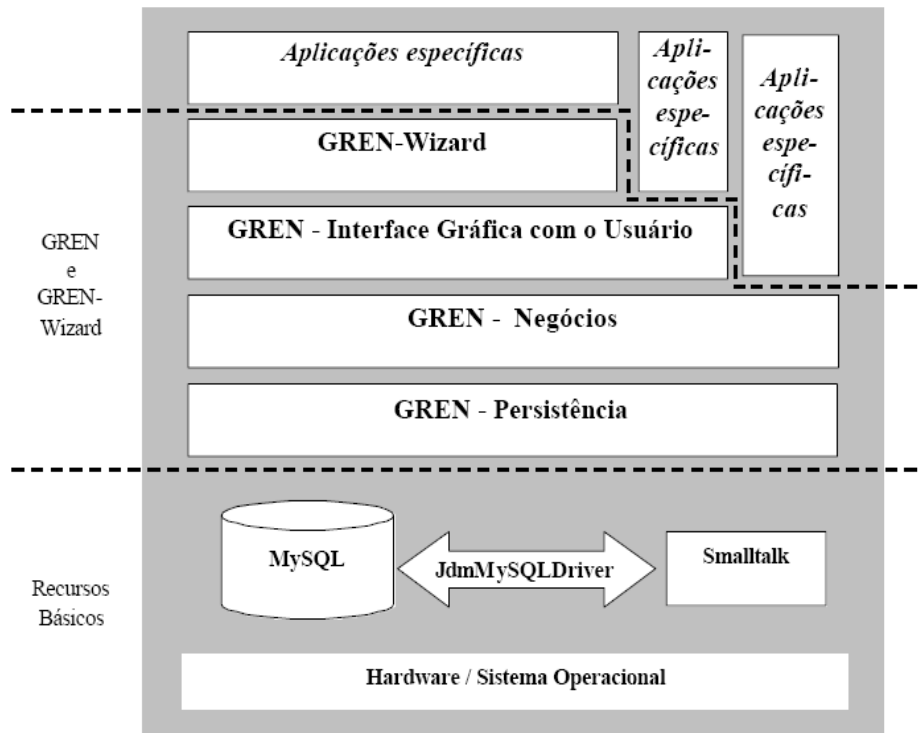 Aplicações específicas
Apli-
cações
espe-
cíficas
Apli-
cações
espe-
cífi-
cas
GREN-Wizard
GREN - Interface Gráfica com o Usuário
GREN
e
GREN-
Wizard
GREN - Negócios
GREN - Persistência
MySQL
JdmMySQLDriver
Smalltalk
Recursos
Básicos
Hardware / Sistema Operacional